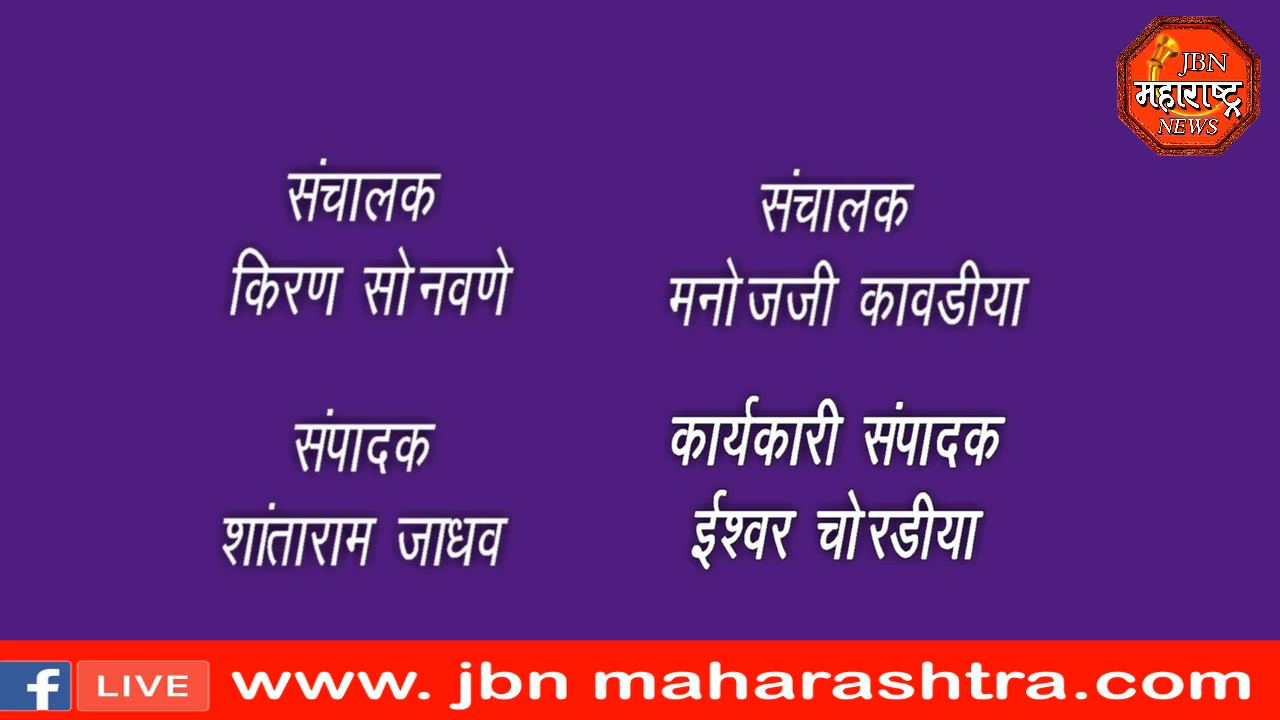 JBN
महाराष्ट्र
NEWS
संचालक
किरण सोनवणे
संचालक
मनोजजी कावडीया
संपादक
शांताराम जाधव
कार्यकारी संपादक
ईश्वर चोरडीया
f LIVE www. jbn maharashtra.com